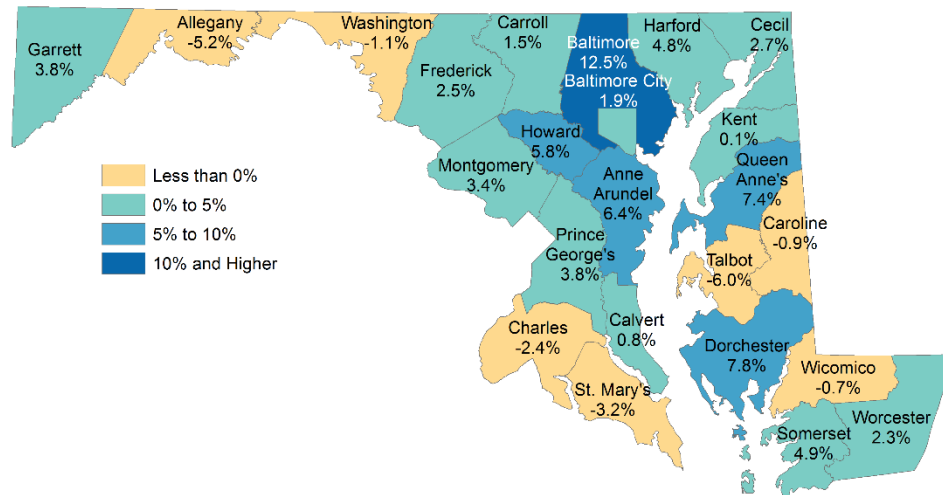 Garrett
3.8%
Allegany
-5.2%
Washington
-1.1%
Frederick
2.5%
Carroll
1.5%
Baltimore
12.5%
Baltimore City
1.9%
Harford
4.8%
Cecil
2.7%
Kent
0.1%
Howard
5.8%
Montgomery
3.4%
Anne
Arundel
6.4%
Queen
Anne's
7.4%
Less than 0%
0% to 5%
5% to 10%
10% and Higher
Prince
George's
3.8%
Caroline
-0.9%
Talbot
-6.0%
Charles
-2.4%
Calvert
0.8%
Dorchester
7.8%
St. Mary's
-3.2%
Wicomico
-0.7%
Somerset
4.9%
Worcester
2.3%